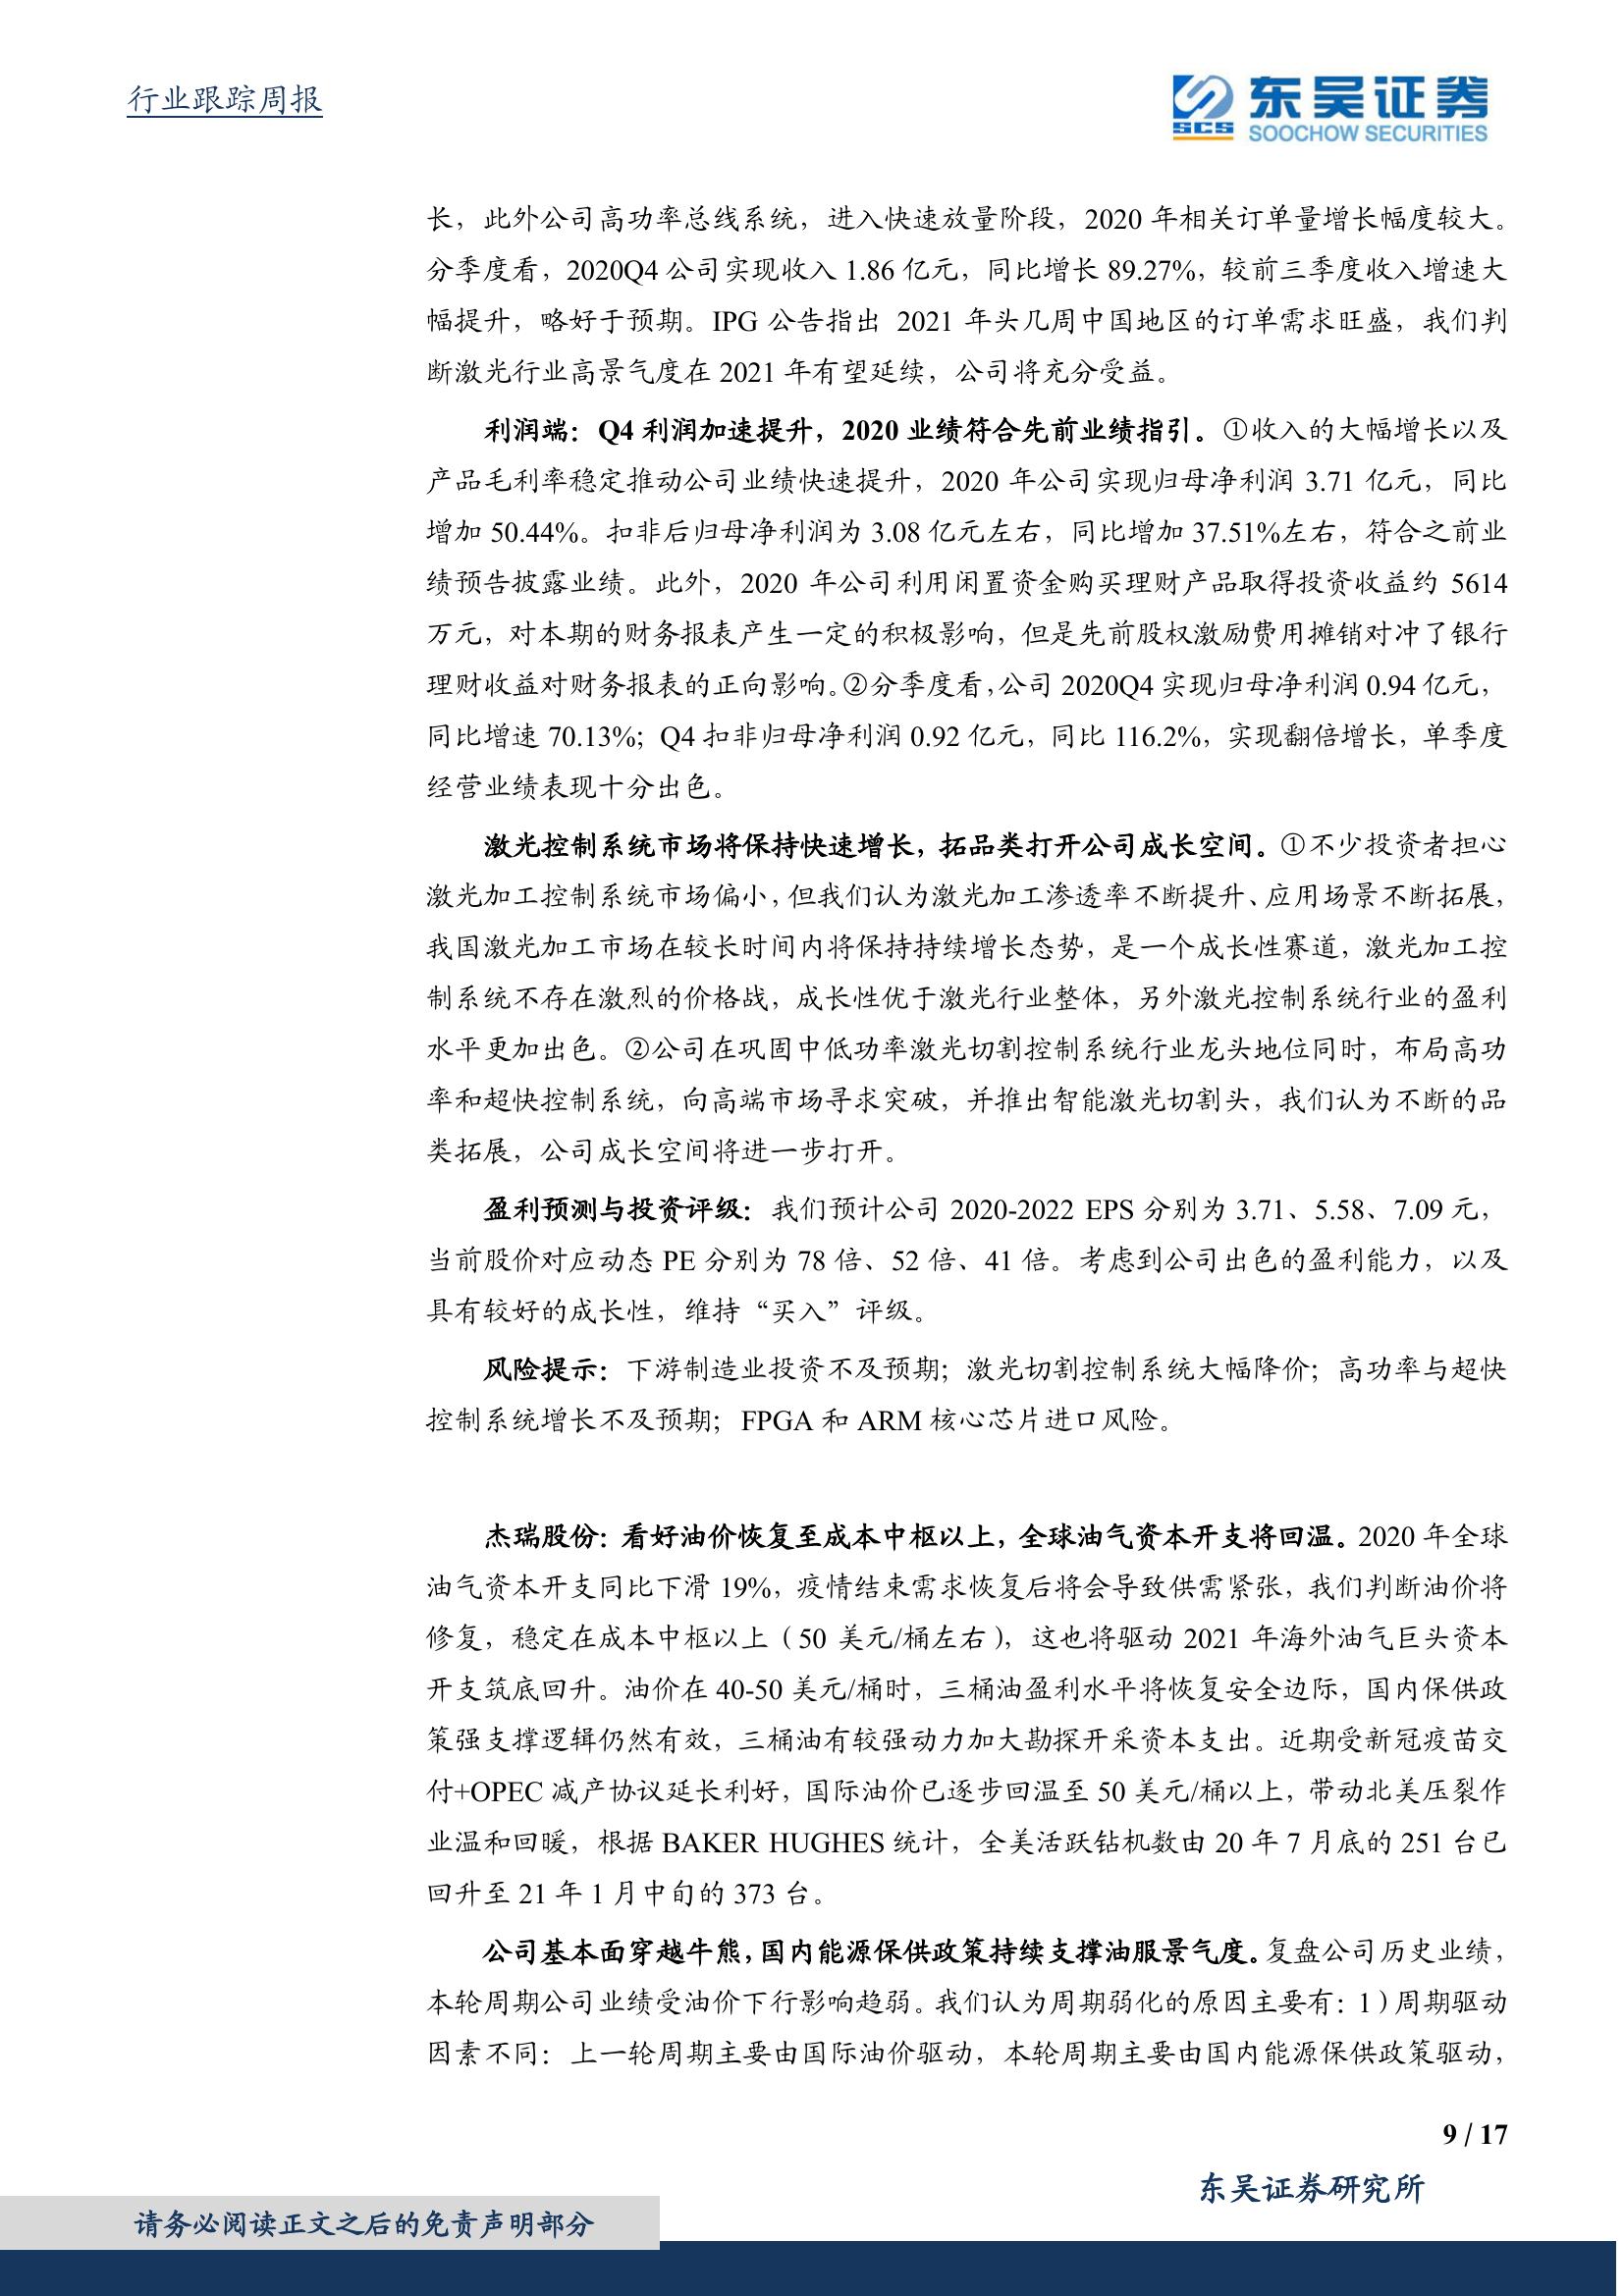 行业跟踪周报
SCS
东吴证券
SOOCHOW SECURITIES
长，此外公司高功率总线系统，进入快速放量阶段，2020 年相关订单量增长幅度较大。
分季度看，2020Q4 公司实现收入 1.86 亿元，同比增长 89.27%，较前三季度收入增速大
幅提升，略好于预期。IPG 公告指出 2021 年头几周中国地区的订单需求旺盛，我们判
断激光行业高景气度在 2021 年有望延续，公司将充分受益。
利润端：Q4 利润加速提升，2020 业绩符合先前业绩指引。①收入的大幅增长以及
产品毛利率稳定推动公司业绩快速提升，2020 年公司实现归母净利润 3.71 亿元，同比
增加 50.44%。扣非后归母净利润为 3.08 亿元左右，同比增加 37.51%左右，符合之前业
绩预告披露业绩。此外，2020 年公司利用闲置资金购买理财产品取得投资收益约 5614
万元，对本期的财务报表产生一定的积极影响，但是先前股权激励费用摊销对冲了银行
理财收益对财务报表的正向影响。②分季度看，公司 2020Q4 实现归母净利润 0.94 亿元，
同比增速 70.13%；Q4 扣非归母净利润 0.92 亿元，同比 116.2%，实现翻倍增长，单季度
经营业绩表现十分出色。
激光控制系统市场将保持快速增长，拓品类打开公司成长空间。①不少投资者担心
激光加工控制系统市场偏小，但我们认为激光加工渗透率不断提升、应用场景不断拓展，
我国激光加工市场在较长时间内将保持持续增长态势，是一个成长性赛道，激光加工控
制系统不存在激烈的价格战，成长性优于激光行业整体，另外激光控制系统行业的盈利
水平更加出色。②公司在巩固中低功率激光切割控制系统行业龙头地位同时，布局高功
率和超快控制系统，向高端市场寻求突破，并推出智能激光切割头，我们认为不断的品
类拓展，公司成长空间将进一步打开。
盈利预测与投资评级：我们预计公司 2020-2022 EPS 分别为 3.71、5.58、7.09 元，
当前股价对应动态 PE 分别为 78 倍、52 倍、41 倍。考虑到公司出色的盈利能力，以及
具有较好的成长性，维持“买入”评级。
风险提示：下游制造业投资不及预期；激光切割控制系统大幅降价；高功率与超快
控制系统增长不及预期；FPGA 和 ARM 核心芯片进口风险。
杰瑞股份：看好油价恢复至成本中枢以上，全球油气资本开支将回温。2020 年全球
油气资本开支同比下滑 19%，疫情结束需求恢复后将会导致供需紧张，我们判断油价将
修复，稳定在成本中枢以上（50 美元/桶左右），这也将驱动 2021 年海外油气巨头资本
开支筑底回升。油价在 40-50 美元/桶时，三桶油盈利水平将恢复安全边际，国内保供政
策强支撑逻辑仍然有效，三桶油有较强动力加大勘探开采资本支出。近期受新冠疫苗交
付+OPEC 减产协议延长利好，国际油价已逐步回温至 50 美元/桶以上，带动北美压裂作
业温和回暖，根据 BAKER HUGHES 统计，全美活跃钻机数由 20 年 7 月底的 251 台已
回升至 21 年 1 月中旬的 373 台。
公司基本面穿越牛熊，国内能源保供政策持续支撑油服景气度。复盘公司历史业绩，
本轮周期公司业绩受油价下行影响趋弱。我们认为周期弱化的原因主要有：1）周期驱动
因素不同：上一轮周期主要由国际油价驱动，本轮周期主要由国内能源保供政策驱动，
9 / 17
东吴证券研究所
请务必阅读正文之后的免责声明部分